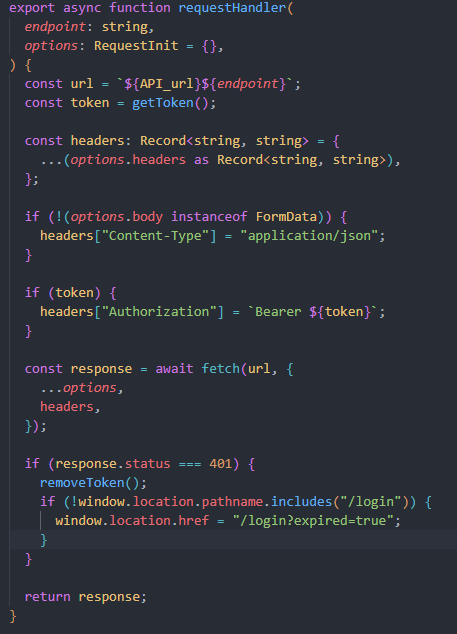 export async function requestHandler(
  endpoint: string,
  options: RequestInit = {},
) {
  const url = `${API_url}${endpoint}`;
  const token = getToken();

  const headers: Record<string, string> = {
    ...(options.headers as Record<string, string>),
  };

  if (!(options.body instanceof FormData)) {
    headers["Content-Type"] = "application/json";
  }

  if (token) {
    headers["Authorization"] = `Bearer ${token}`;
  }

  const response = await fetch(url, {
    ...options,
    headers,
  });

  if (response.status === 401) {
    removeToken();
    if (!window.location.pathname.includes("/login")) {
      window.location.href = "/login?expired=true";
    }
  }

  return response;
}